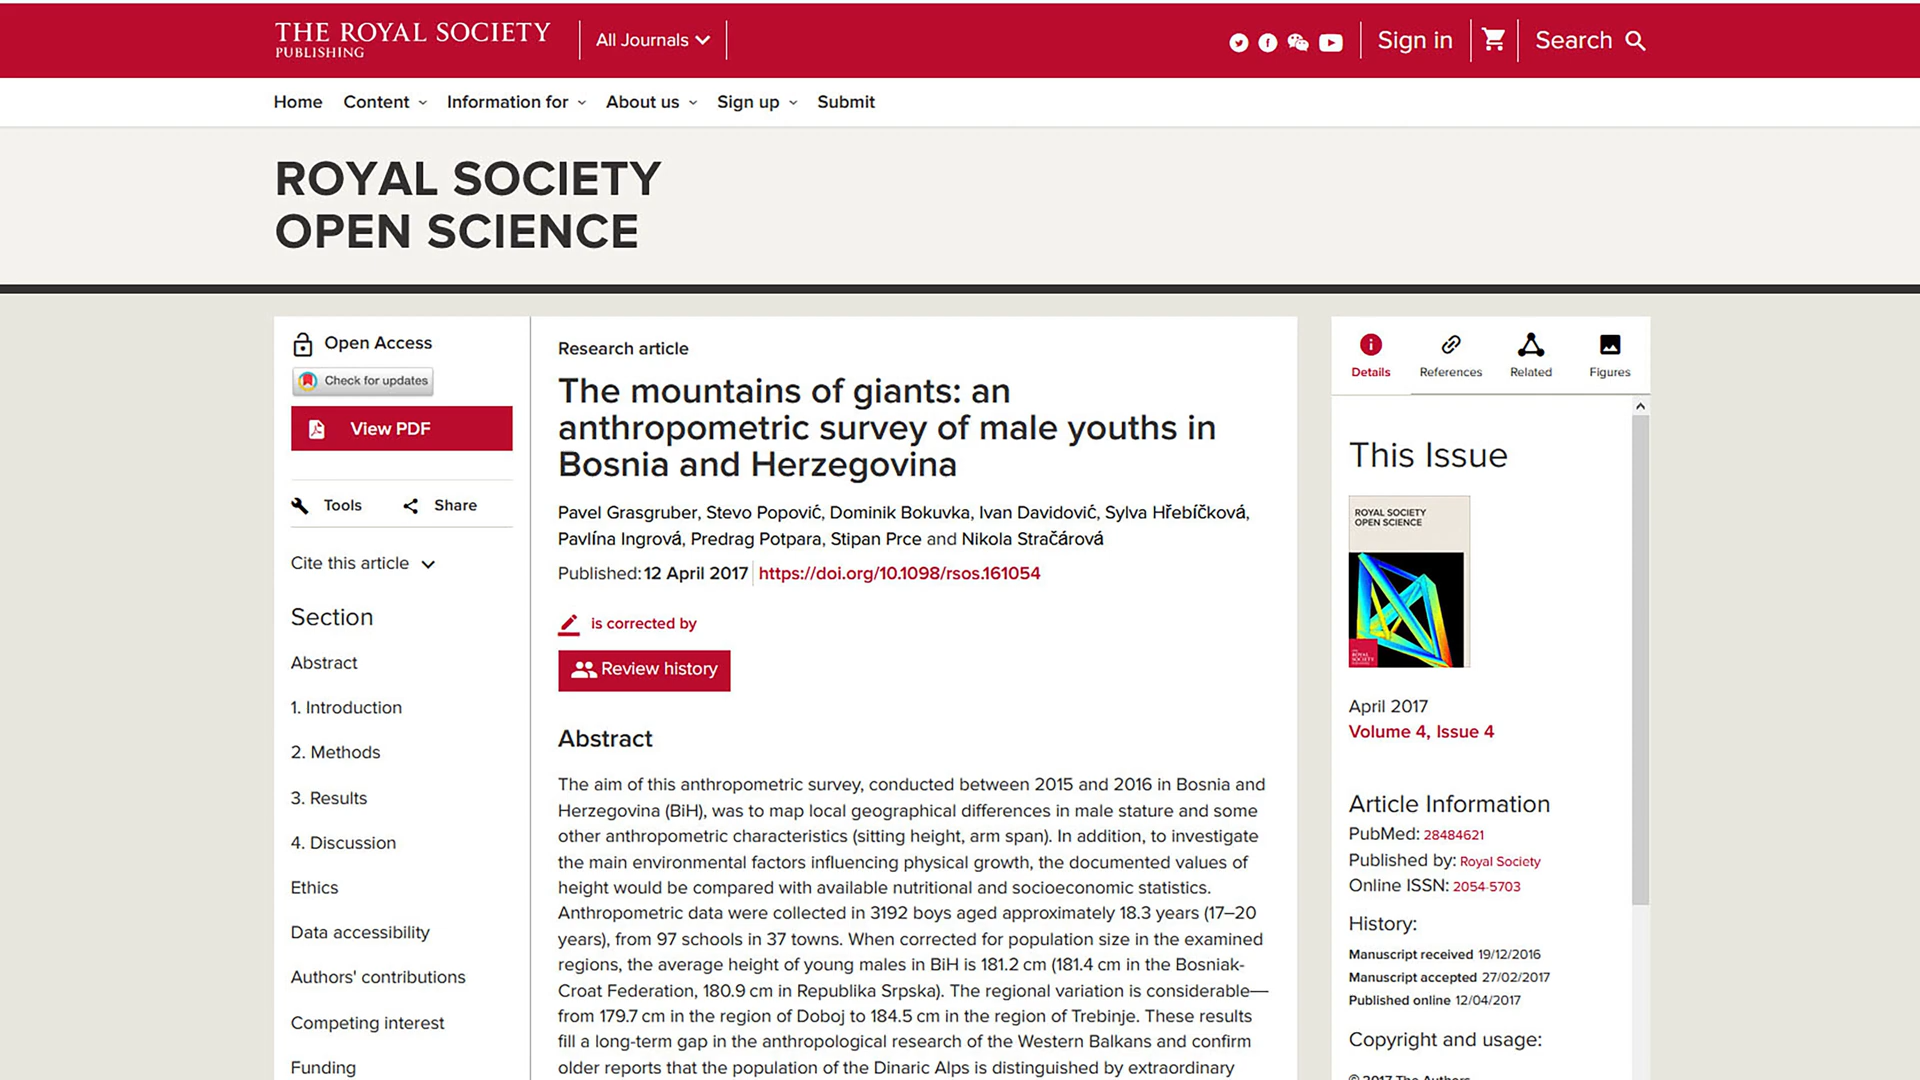 THE ROYAL SOCIETY
PUBLISHING
All Journals
Sign in
Search
Home
Content
Information for
About us
Sign up
Submit
ROYAL SOCIETY
OPEN SCIENCE
Open Access
Check for updates
View PDF
Tools
Share
Cite this article
Section
Abstract
1. Introduction
2. Methods
3. Results
4. Discussion
Ethics
Data accessibility
Authors' contributions
Competing interest
Funding
Research article
The mountains of giants: an
anthropometric survey of male youths in
Bosnia and Herzegovina
Pavel Grasgruber, Stevo Popović, Dominik Bokuvka, Ivan Davidović, Sylva Hřebíčková,
Pavlína Ingrová, Predrag Potpara, Stipan Prce and Nikola Stračárová
Published: 12 April 2017 https://doi.org/10.1098/rsos.161054
is corrected by
Review history
Abstract
The aim of this anthropometric survey, conducted between 2015 and 2016 in Bosnia and
Herzegovina (BiH), was to map local geographical differences in male stature and some
other anthropometric characteristics (sitting height, arm span). In addition, to investigate
the main environmental factors influencing physical growth, the documented values of
height would be compared with available nutritional and socioeconomic statistics.
Anthropometric data were collected in 3192 boys aged approximately 18.3 years (17–20
years), from 97 schools in 37 towns. When corrected for population size in the examined
regions, the average height of young males in BiH is 181.2 cm (181.4 cm in the Bosniak-
Croat Federation, 180.9 cm in Republika Srpska). The regional variation is considerable—
from 179.7 cm in the region of Doboj to 184.5 cm in the region of Trebinje. These results
fill a long-term gap in the anthropological research of the Western Balkans and confirm
older reports that the population of the Dinaric Alps is distinguished by extraordinary
Details
References
Related
Figures
This Issue
ROYAL SOCIETY
OPEN SCIENCE
April 2017
Volume 4, Issue 4
Article Information
PubMed: 28484621
Published by: Royal Society
Online ISSN: 2054-5703
History:
Manuscript received 19/12/2016
Manuscript accepted 27/02/2017
Published online 12/04/2017
Copyright and usage:
© 2017 The Authors